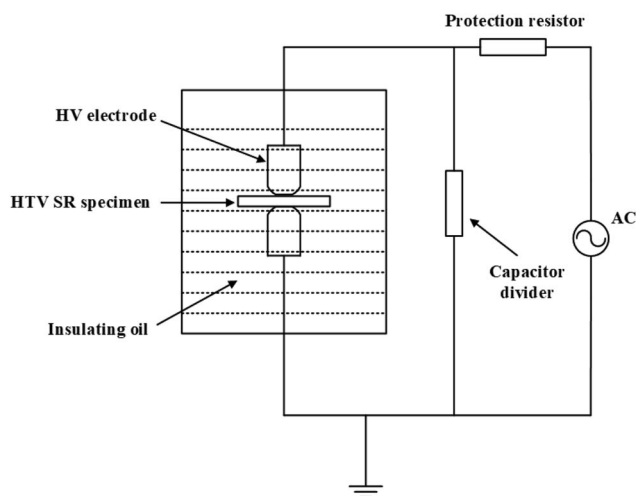 Protection resistor
HV electrode
HTV SR specimen
AC
Capacitor
divider
Insulating oil